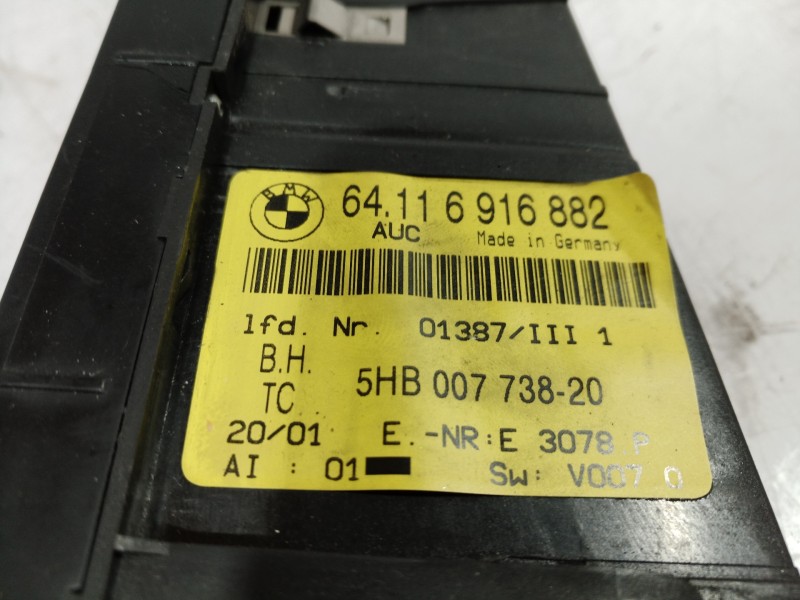 BMW
64.11 6 916 882
AUC Made in Germany
lfd. Nr. 01387/III 1
B.H.
TC 5HB 007 738-20
20/01 E.-NR:E 3078 P
AI : 01 Sw: V007 0